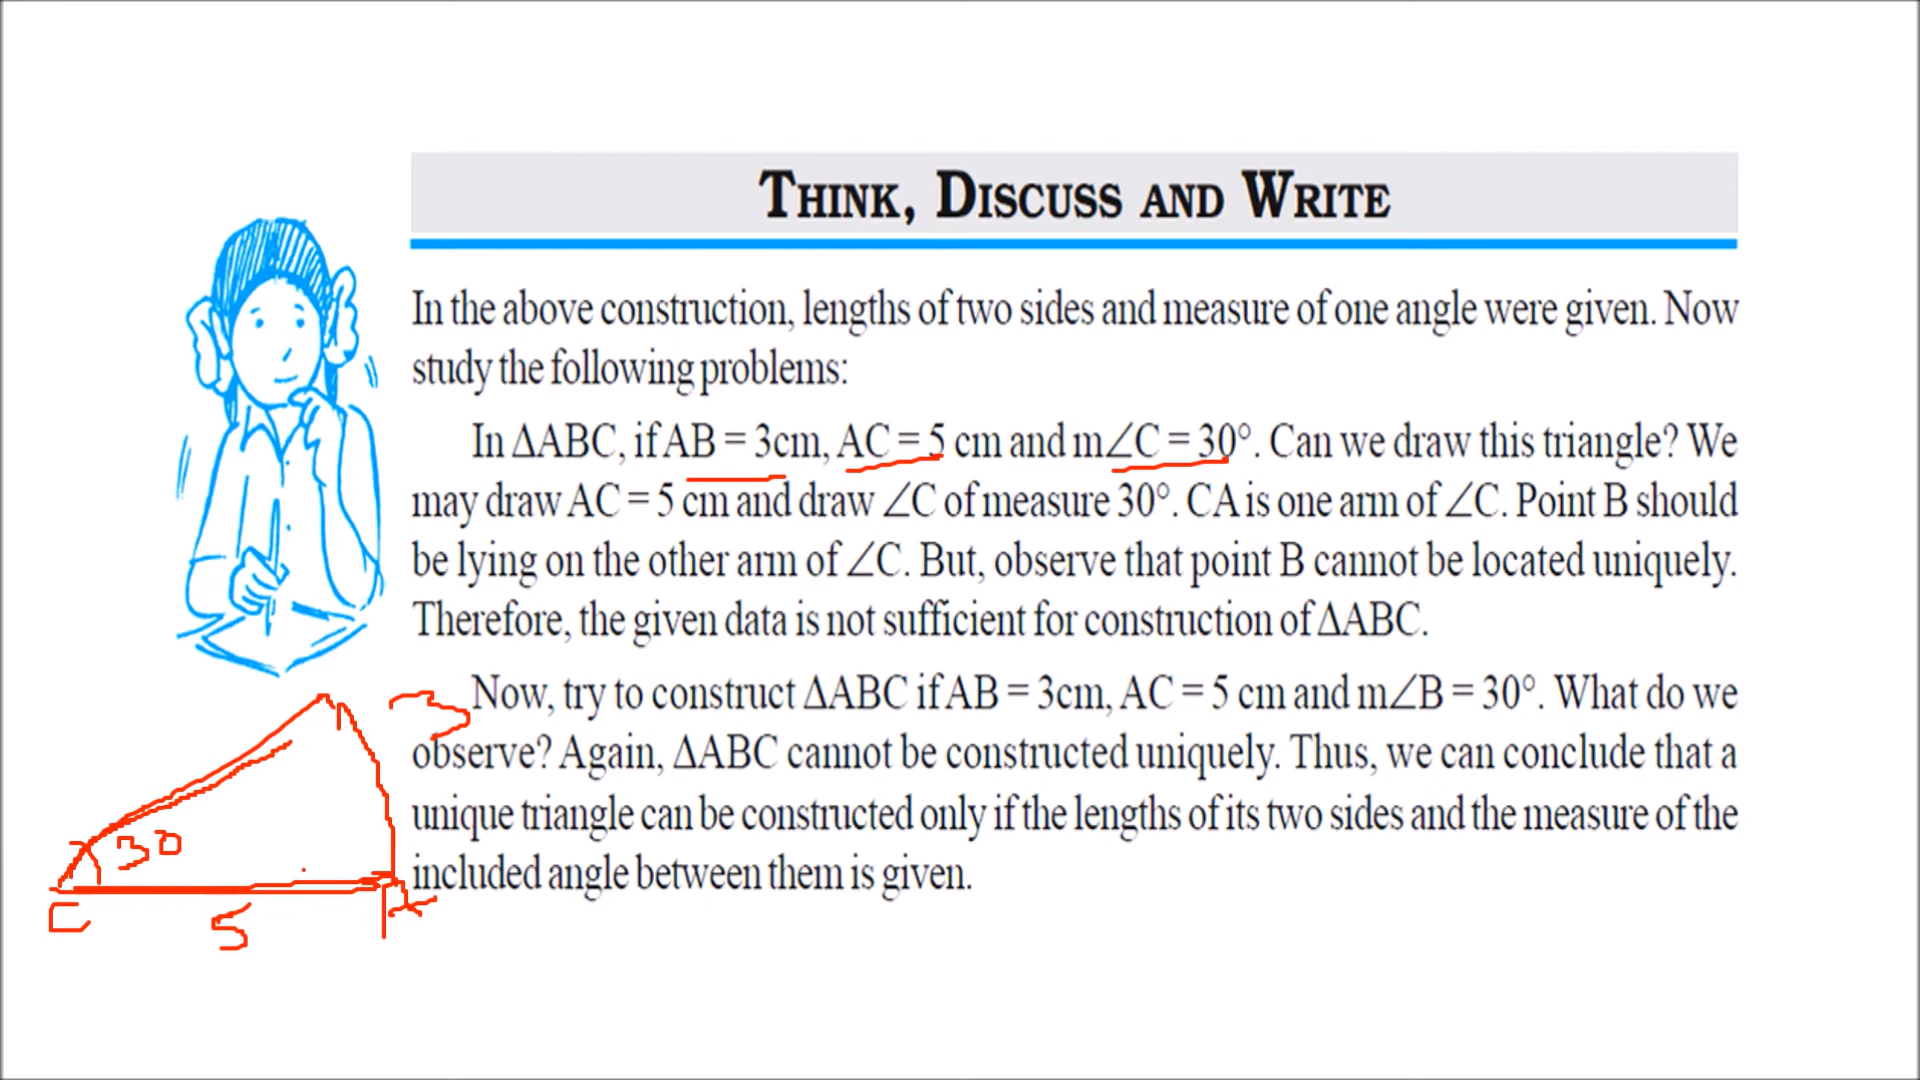 THINK, DISCUSS AND WRITE
In the above construction, lengths of two sides and measure of one angle were given. Now
study the following problems:
In ΔABC, if AB = 3cm, AC = 5 cm and m∠C = 30°. Can we draw this triangle? We
may draw AC = 5 cm and draw ∠C of measure 30°. CA is one arm of ∠C. Point B should
be lying on the other arm of ∠C. But, observe that point B cannot be located uniquely.
Therefore, the given data is not sufficient for construction of ΔABC.
Now, try to construct ΔABC if AB = 3cm, AC = 5 cm and m∠B = 30°. What do we
observe? Again, ΔABC cannot be constructed uniquely. Thus, we can conclude that a
unique triangle can be constructed only if the lengths of its two sides and the measure of the
included angle between them is given.
30
C
5